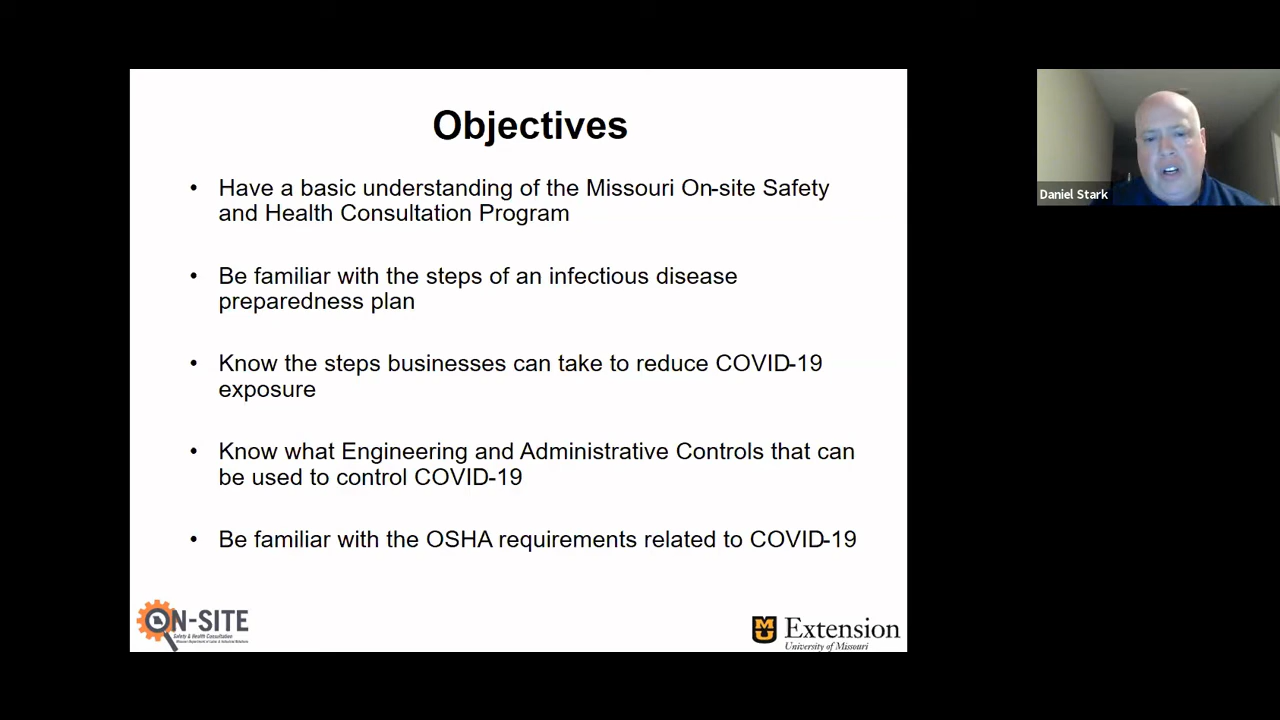 Objectives
• Have a basic understanding of the Missouri On-site Safety
and Health Consultation Program
• Be familiar with the steps of an infectious disease
preparedness plan
• Know the steps businesses can take to reduce COVID-19
exposure
• Know what Engineering and Administrative Controls that can
be used to control COVID-19
• Be familiar with the OSHA requirements related to COVID-19
Daniel Stark
ON-SITE
Safety & Health Consultation
Missouri Department of Labor & Industrial Relations
MU Extension
University of Missouri